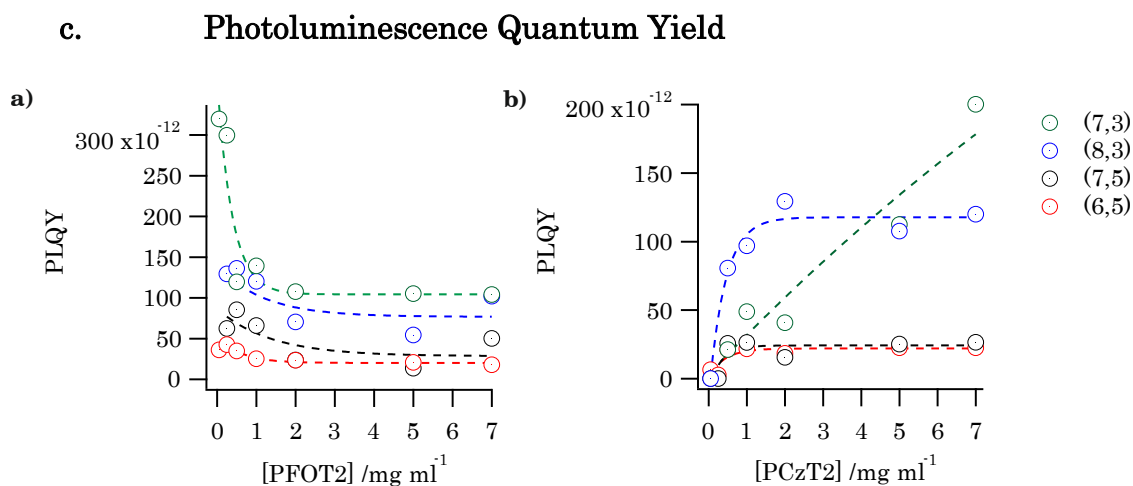 c. Photoluminescence Quantum Yield
a)
300 x10^-12
250
200
150
100
50
0
PLQY
0 1 2 3 4 5 6 7
[PFOT2] /mg ml^-1
b)
200 x10^-12
150
100
50
0
PLQY
0 1 2 3 4 5 6 7
[PCzT2] /mg ml^-1
(7,3)
(8,3)
(7,5)
(6,5)